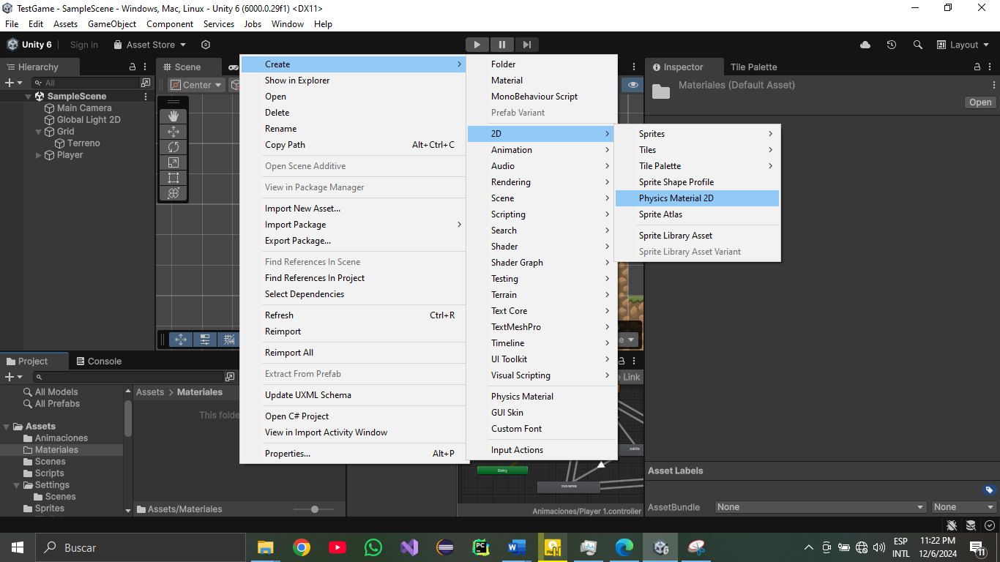 TestGame - SampleScene - Windows, Mac, Linux - Unity 6 (6000.0.29f1) <DX11>
File Edit Assets GameObject Component Services Jobs Window Help
Unity 6 Sign in Asset Store Layout
Hierarchy
All
SampleScene
Main Camera
Global Light 2D
Grid
Terreno
Player
Scene
Center
Create
Show in Explorer
Open
Delete
Rename
Copy Path Alt+Ctrl+C
Open Scene Additive
View in Package Manager
Import New Asset...
Import Package
Export Package...
Find References In Scene
Find References In Project
Select Dependencies
Refresh Ctrl+R
Reimport
Reimport All
Extract From Prefab
Update UXML Schema
Open C# Project
View in Import Activity Window
Properties... Alt+P
Folder
Material
MonoBehaviour Script
Prefab Variant
2D
Animation
Audio
Rendering
Scene
Scripting
Search
Shader
Shader Graph
Testing
Terrain
Text Core
TextMeshPro
Timeline
UI Toolkit
Visual Scripting
Physics Material
GUI Skin
Custom Font
Input Actions
Sprites
Tiles
Tile Palette
Sprite Shape Profile
Physics Material 2D
Sprite Atlas
Sprite Library Asset
Sprite Library Asset Variant
Inspector Tile Palette
Materiales (Default Asset)
Open
Project Console
All Models
All Prefabs
Assets
Animaciones
Materiales
Scenes
Scripts
Settings
Scenes
Sprites
Assets > Materiales
This folde
Assets/Materiales
e
Link
caida
Entry
moverse
Animaciones/Player 1.controller
Asset Labels
AssetBundle None None
Buscar
ESP
INTL
11:22 PM
12/6/2024
11